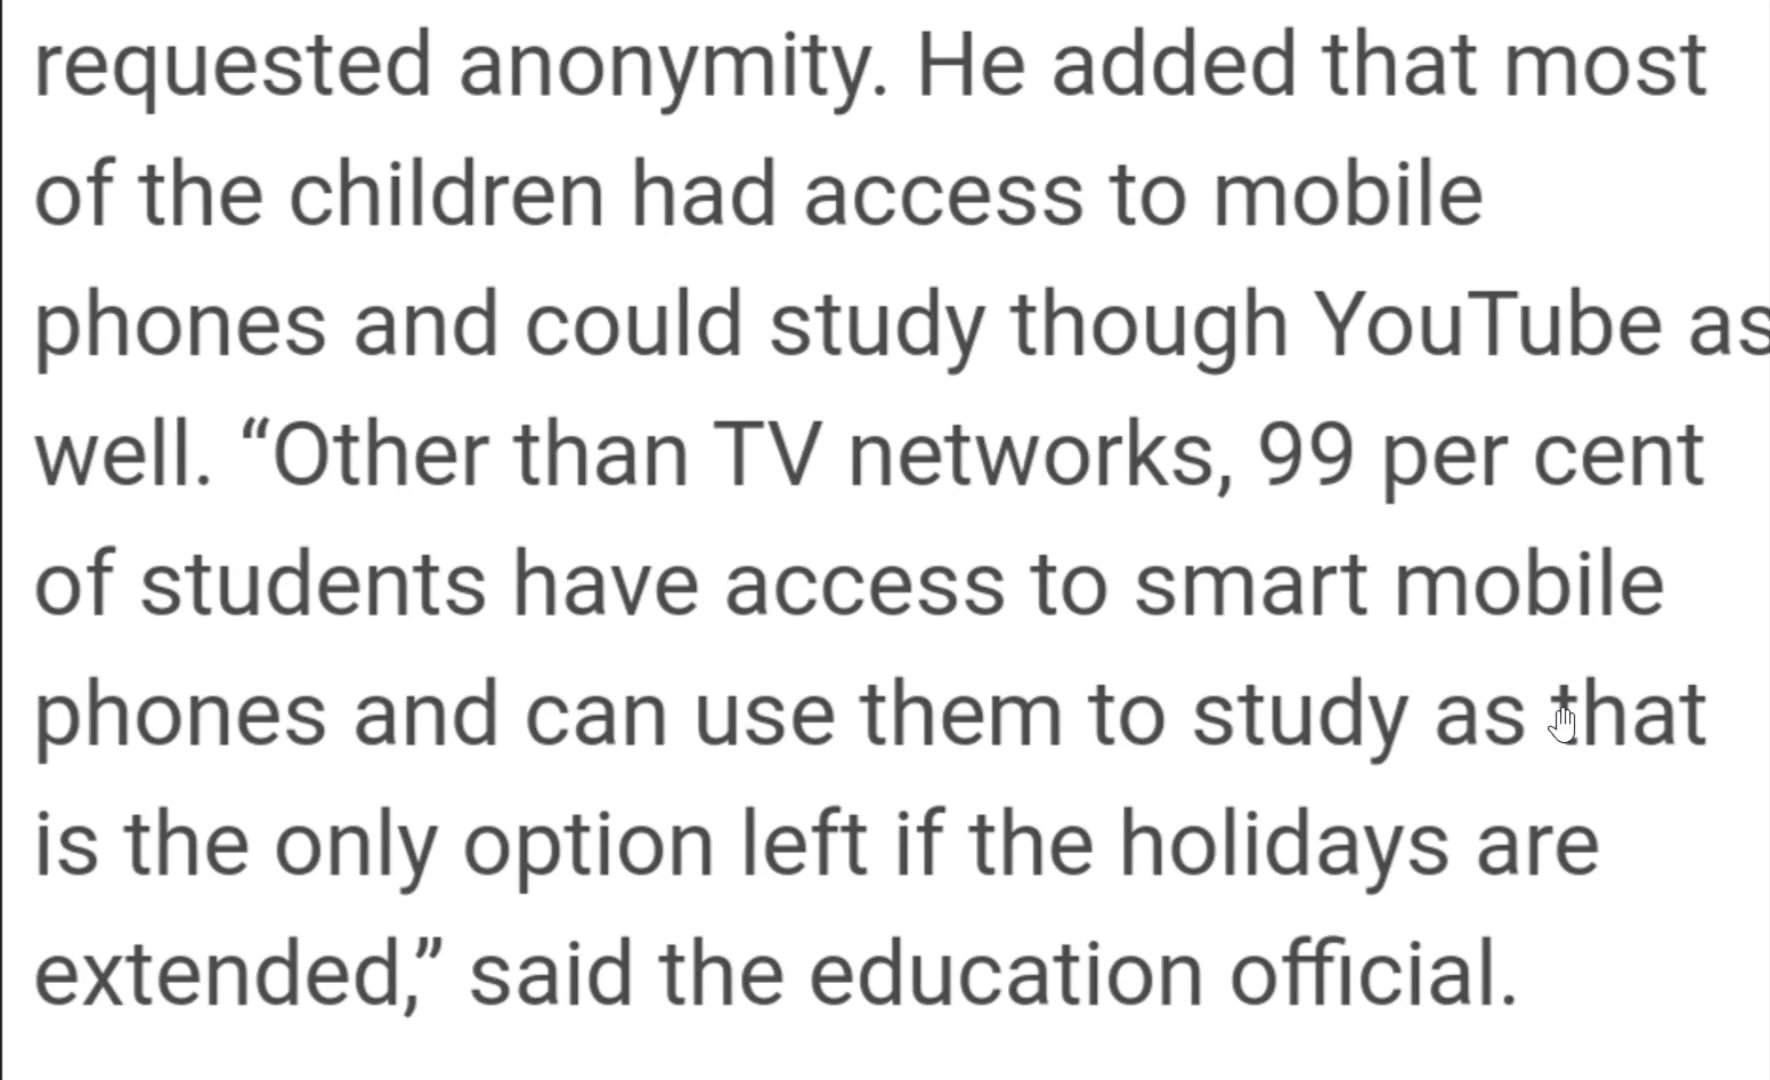 requested anonymity. He added that most
of the children had access to mobile
phones and could study though YouTube as
well. “Other than TV networks, 99 per cent
of students have access to smart mobile
phones and can use them to study as that
is the only option left if the holidays are
extended,” said the education official.